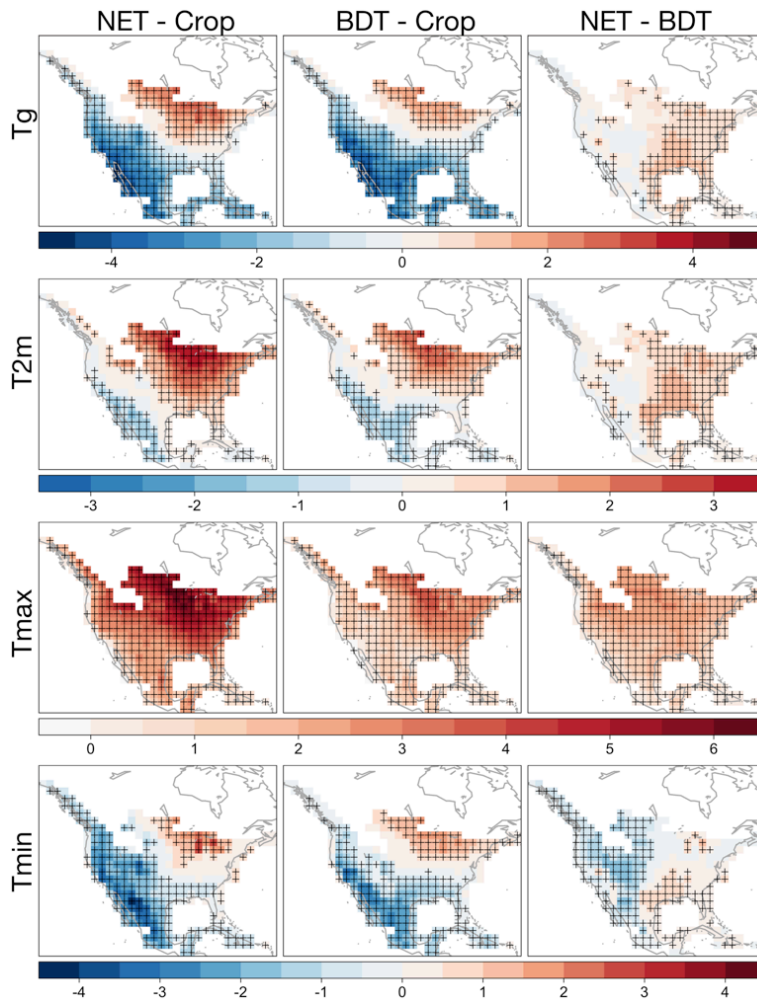 NET - Crop BDT - Crop NET - BDT
Tg
-4 -2 0 2 4
T2m
-3 -2 -1 0 1 2 3
Tmax
0 1 2 3 4 5 6
Tmin
-4 -3 -2 -1 0 1 2 3 4